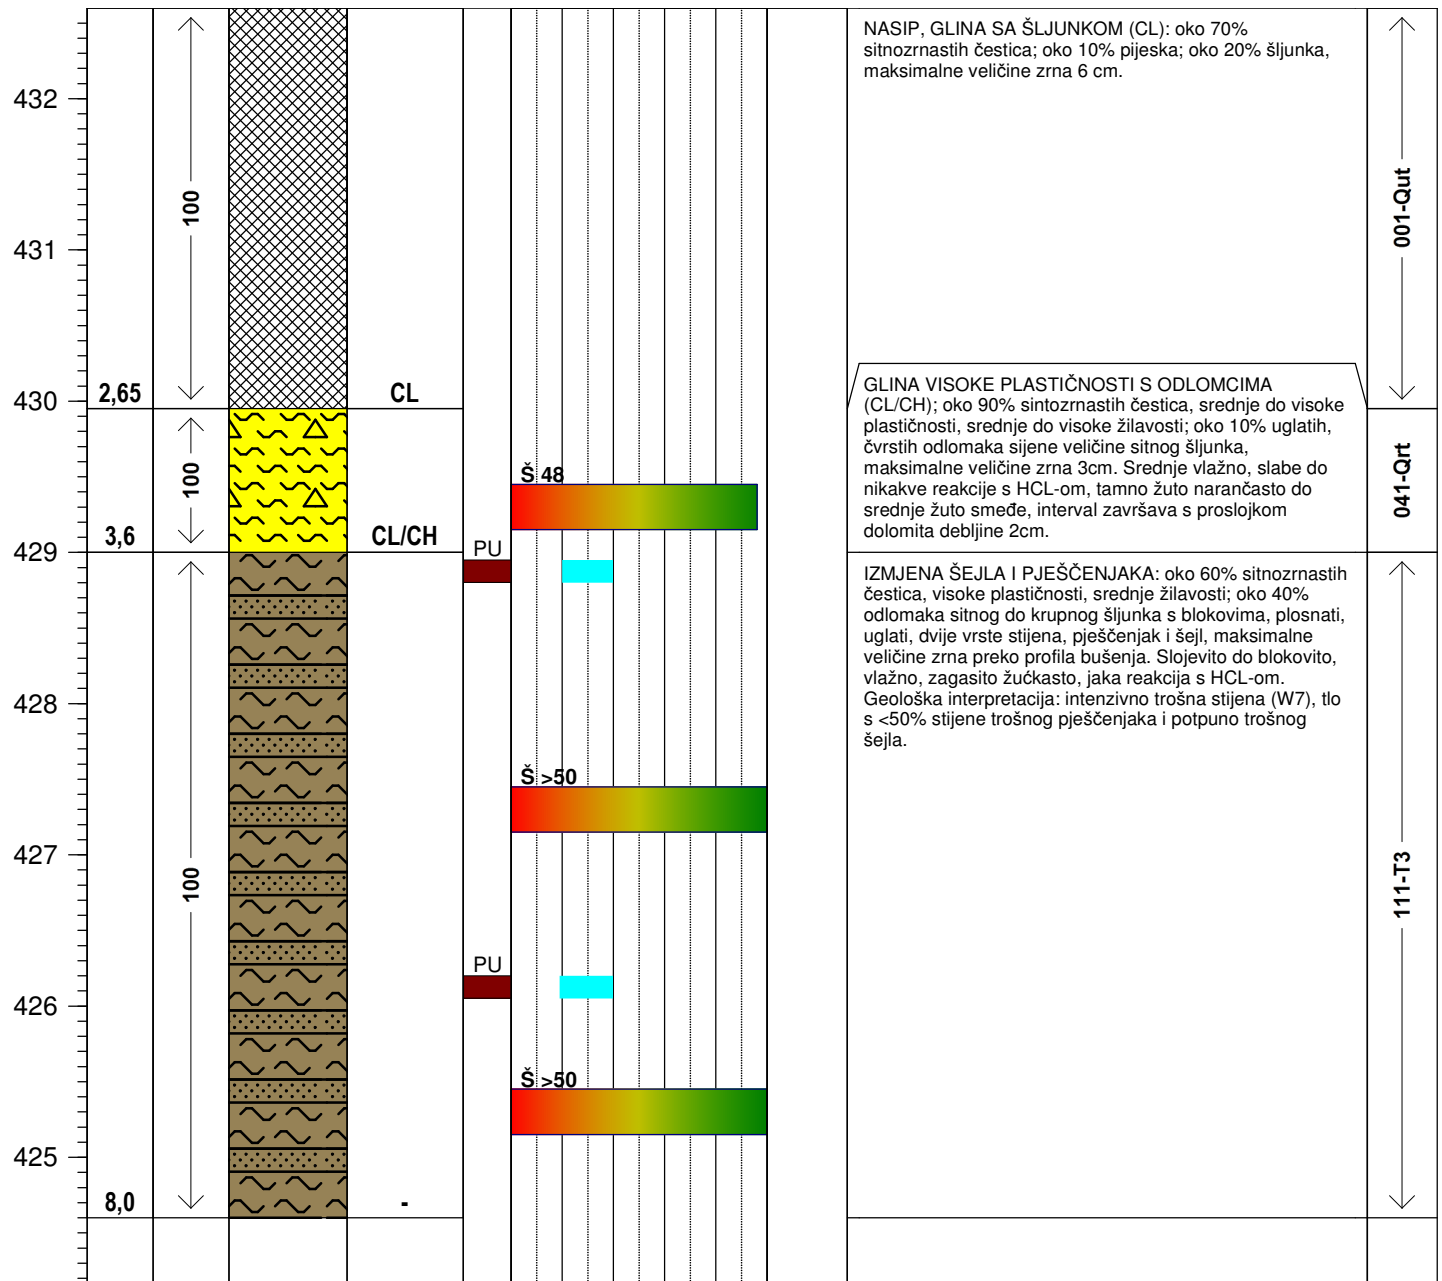 NASIP, GLINA SA ŠLJUNKOM (CL): oko 70%
sitnozrnastih čestica; oko 10% pijeska; oko 20% šljunka,
maksimalne veličine zrna 6 cm.
432
100
001-Qut
431
430
2,65
CL
GLINA VISOKE PLASTIČNOSTI S ODLOMCIMA
(CL/CH); oko 90% sintozrnastih čestica, srednje do visoke
plastičnosti, srednje do visoke žilavosti; oko 10% uglatih,
čvrstih odlomaka sijene veličine sitnog šljunka,
maksimalne veličine zrna 3cm. Srednje vlažno, slabe do
nikakve reakcije s HCL-om, tamno žuto narančasto do
srednje žuto smeđe, interval završava s proslojkom
dolomita debljine 2cm.
100
Š 48
041-Qrt
3,6
CL/CH
429
PU
IZMJENA ŠEJLA I PJEŠČENJAKA: oko 60% sitnozrnastih
čestica, visoke plastičnosti, srednje žilavosti; oko 40%
odlomaka sitnog do krupnog šljunka s blokovima, plosnati,
uglati, dvije vrste stijena, pješčenjak i šejl, maksimalne
veličine zrna preko profila bušenja. Slojevito do blokovito,
vlažno, zagasito žućkasto, jaka reakcija s HCL-om.
Geološka interpretacija: intenzivno trošna stijena (W7), tlo
s <50% stijene trošnog pješčenjaka i potpuno trošnog
šejla.
428
Š >50
427
100
111-T3
PU
426
Š >50
425
8,0
-